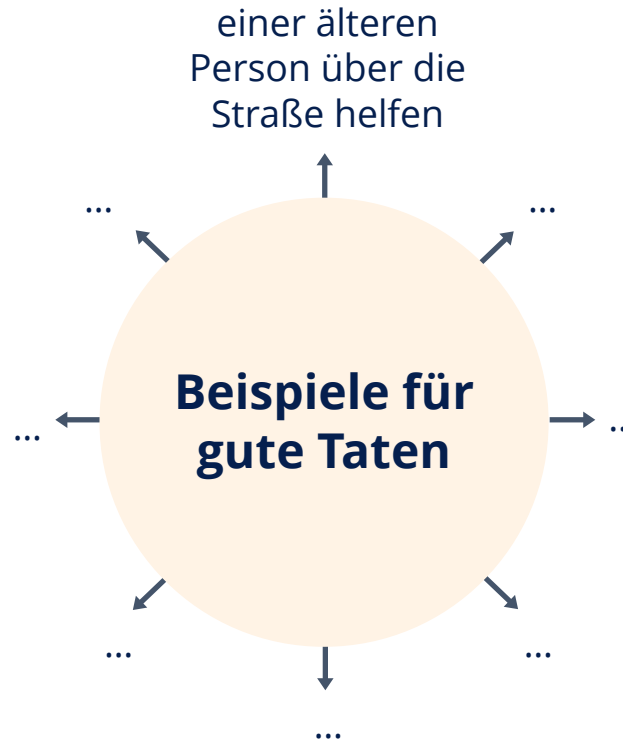 einer älteren
Person über die
Straße helfen
...
...
Beispiele für
gute Taten
...
...
...
...
...